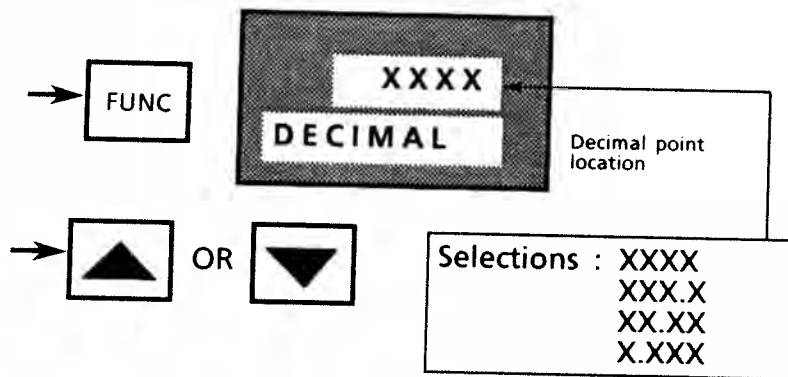 FUNC
XXXX
DECIMAL
Decimal point
location
OR
Selections : XXXX
XXX.X
XX.XX
X.XXX